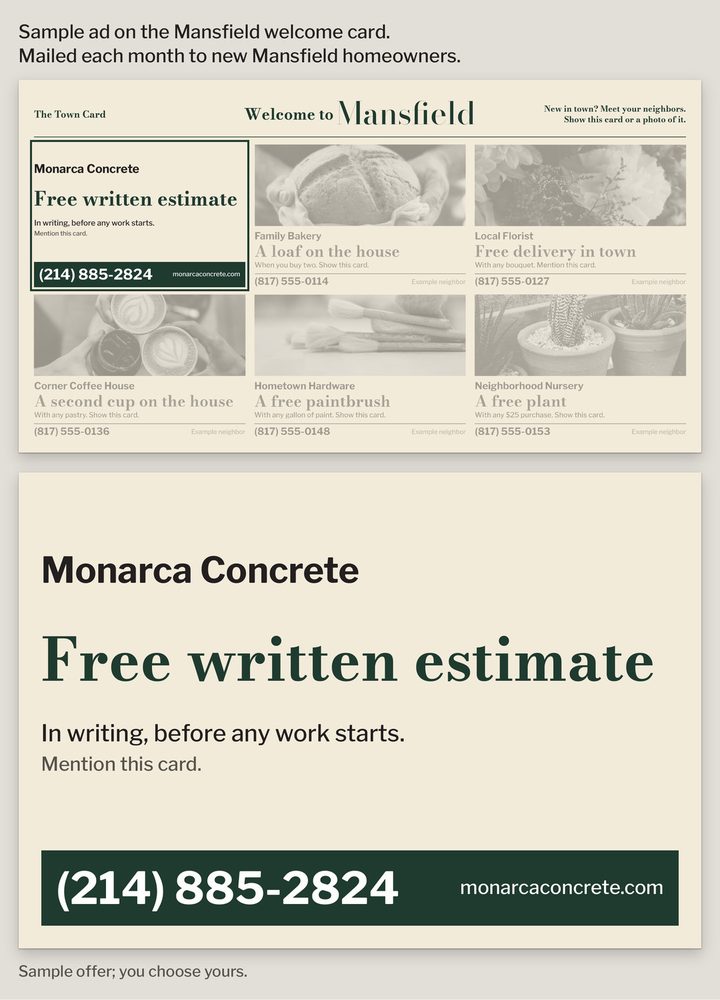 Sample ad on the Mansfield welcome card.
Mailed each month to new Mansfield homeowners.
The Town Card
Welcome to Mansfield
New in town? Meet your neighbors.
Show this card or a photo of it.
Monarca Concrete
Free written estimate
In writing, before any work starts.
Mention this card.
(214) 885-2824
monarcaconcrete.com
Family Bakery
A loaf on the house
When you buy two. Show this card.
(817) 555-0114
Example neighbor
Local Florist
Free delivery in town
With any bouquet. Mention this card.
(817) 555-0127
Example neighbor
Corner Coffee House
A second cup on the house
With any pastry. Show this card.
(817) 555-0136
Example neighbor
Hometown Hardware
A free paintbrush
With any gallon of paint. Show this card.
(817) 555-0148
Example neighbor
Neighborhood Nursery
A free plant
With any $25 purchase. Show this card.
(817) 555-0153
Example neighbor
Monarca Concrete
Free written estimate
In writing, before any work starts.
Mention this card.
(214) 885-2824
monarcaconcrete.com
Sample offer; you choose yours.